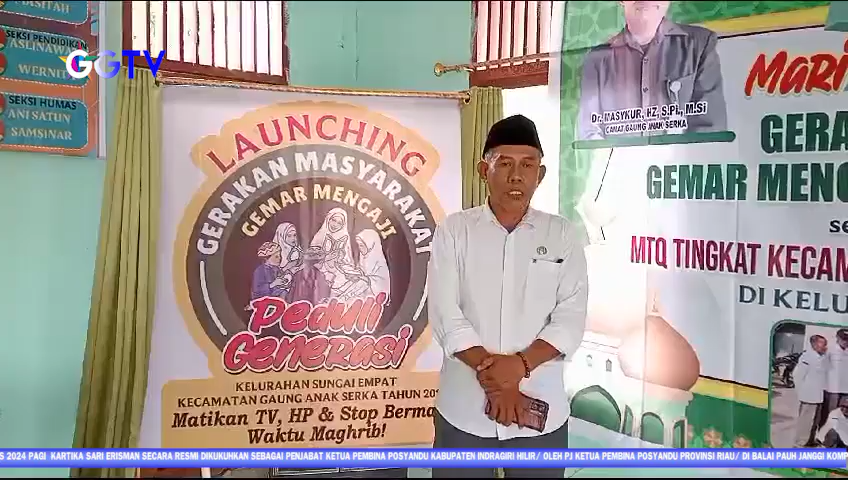 SEKSI PENDIDIKAN
ASLINAWA
WERNIT
SEKSI HUMAS
ANI SATUN
SAMSINAR
GGTV
LAUNCHING
GERAKAN MASYARAKAT
GEMAR MENGAJI
Peduli
Generasi
KELURAHAN SUNGAI EMPAT
KECAMATAN GAUNG ANAK SERKA TAHUN 20
Matikan TV, HP & Stop Berma
Waktu Maghrib!
Dr. MASYKUR, HZ, S.Pi, M.Si
CAMAT GAUNG ANAK SERKA
Mari
GERA
GEMAR MENG
se
MTQ TINGKAT KECAM
DI KELU
S 2024 PAGI KARTIKA SARI ERISMAN SECARA RESMI DIKUKUHKAN SEBAGAI PENJABAT KETUA PEMBINA POSYANDU KABUPATEN INDRAGIRI HILIR/ OLEH PJ KETUA PEMBINA POSYANDU PROVINSI RIAU/ DI BALAI PAUH JANGGI KOMP